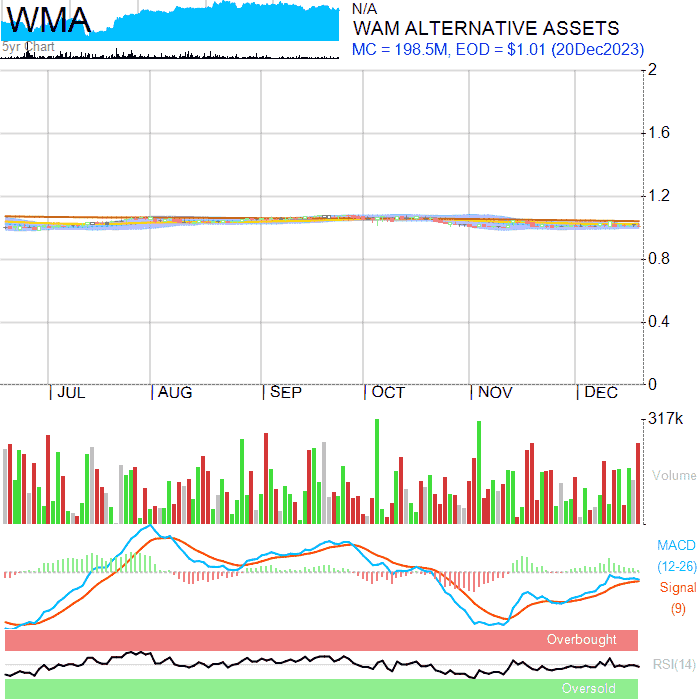 WMA
5yr Chart
N/A
WAM ALTERNATIVE ASSETS
MC = 198.5M, EOD = $1.01 (20Dec2023)
2
1.6
1.2
0.8
0.4
0
JUL AUG SEP OCT NOV DEC
317k
Volume
MACD
(12-26)
Signal
(9)
Overbought
RSI(14)
Oversold